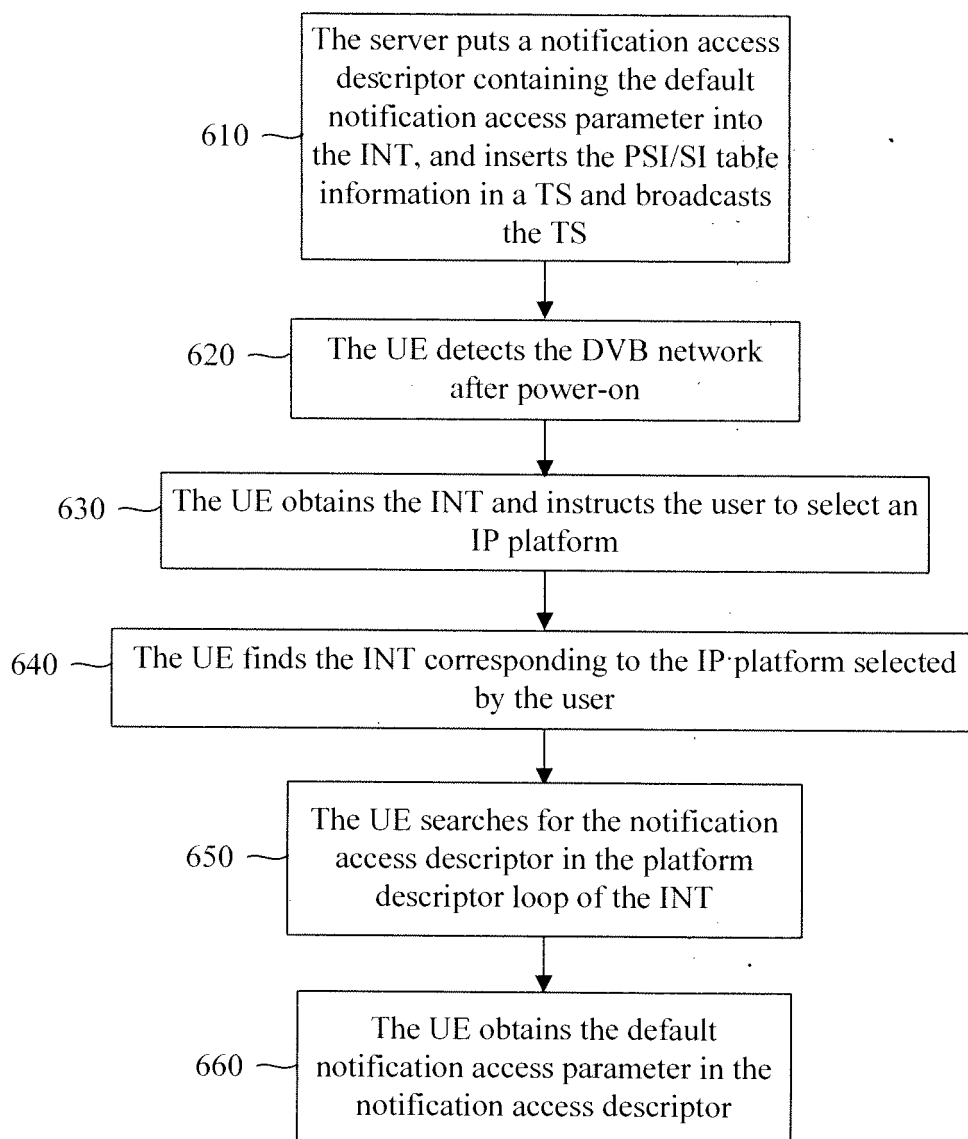 The server puts a notification access
descriptor containing the default
notification access parameter into
610
the INT, and inserts the PSI/SI table
information in a TS and broadcasts
the TS
620
The UE detects the DVB network
after power-on
630
The UE obtains the INT and instructs the user to select an
IP platform
640
The UE finds the INT corresponding to the IP platform selected
by the user
The UE searches for the notification
650
access descriptor in the platform
descriptor loop of the INT
The UE obtains the default
660
notification access parameter in the
notification access descriptor